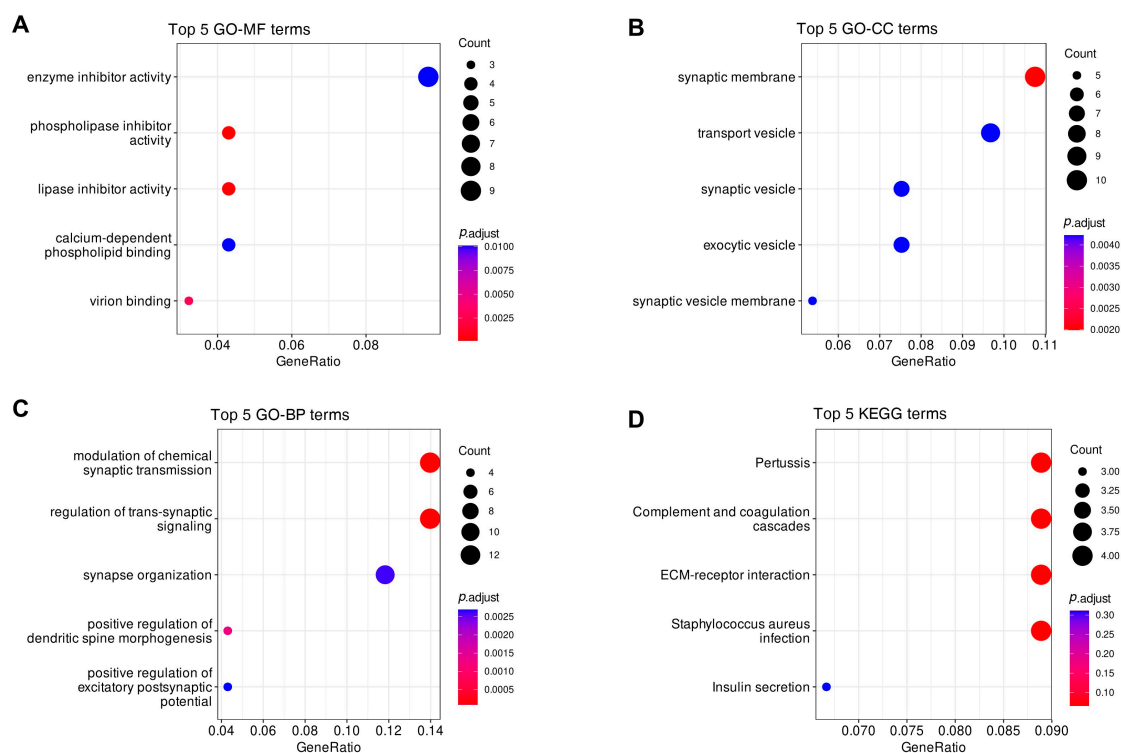 A
Top 5 GO-MF terms
enzyme inhibitor activity
phospholipase inhibitor
activity
lipase inhibitor activity
calcium-dependent
phospholipid binding
virion binding
0.04
0.06
0.08
GeneRatio
Count
3
4
5
6
7
8
9
p.adjust
0.0100
0.0075
0.0050
0.0025
B
Top 5 GO-CC terms
synaptic membrane
transport vesicle
synaptic vesicle
exocytic vesicle
synaptic vesicle membrane
0.06
0.07
0.08
0.09
0.10
0.11
GeneRatio
Count
5
6
7
8
9
10
p.adjust
0.0040
0.0035
0.0030
0.0025
0.0020
C
Top 5 GO-BP terms
modulation of chemical
synaptic transmission
regulation of trans-synaptic
signaling
synapse organization
positive regulation of
dendritic spine morphogenesis
positive regulation of
excitatory postsynaptic
potential
0.04
0.06
0.08
0.10
0.12
0.14
GeneRatio
Count
4
6
8
10
12
p.adjust
0.0025
0.0020
0.0015
0.0010
0.0005
D
Top 5 KEGG terms
Pertussis
Complement and coagulation
cascades
ECM-receptor interaction
Staphylococcus aureus
infection
Insulin secretion
0.070
0.075
0.080
0.085
0.090
GeneRatio
Count
3.00
3.25
3.50
3.75
4.00
p.adjust
0.30
0.25
0.20
0.15
0.10